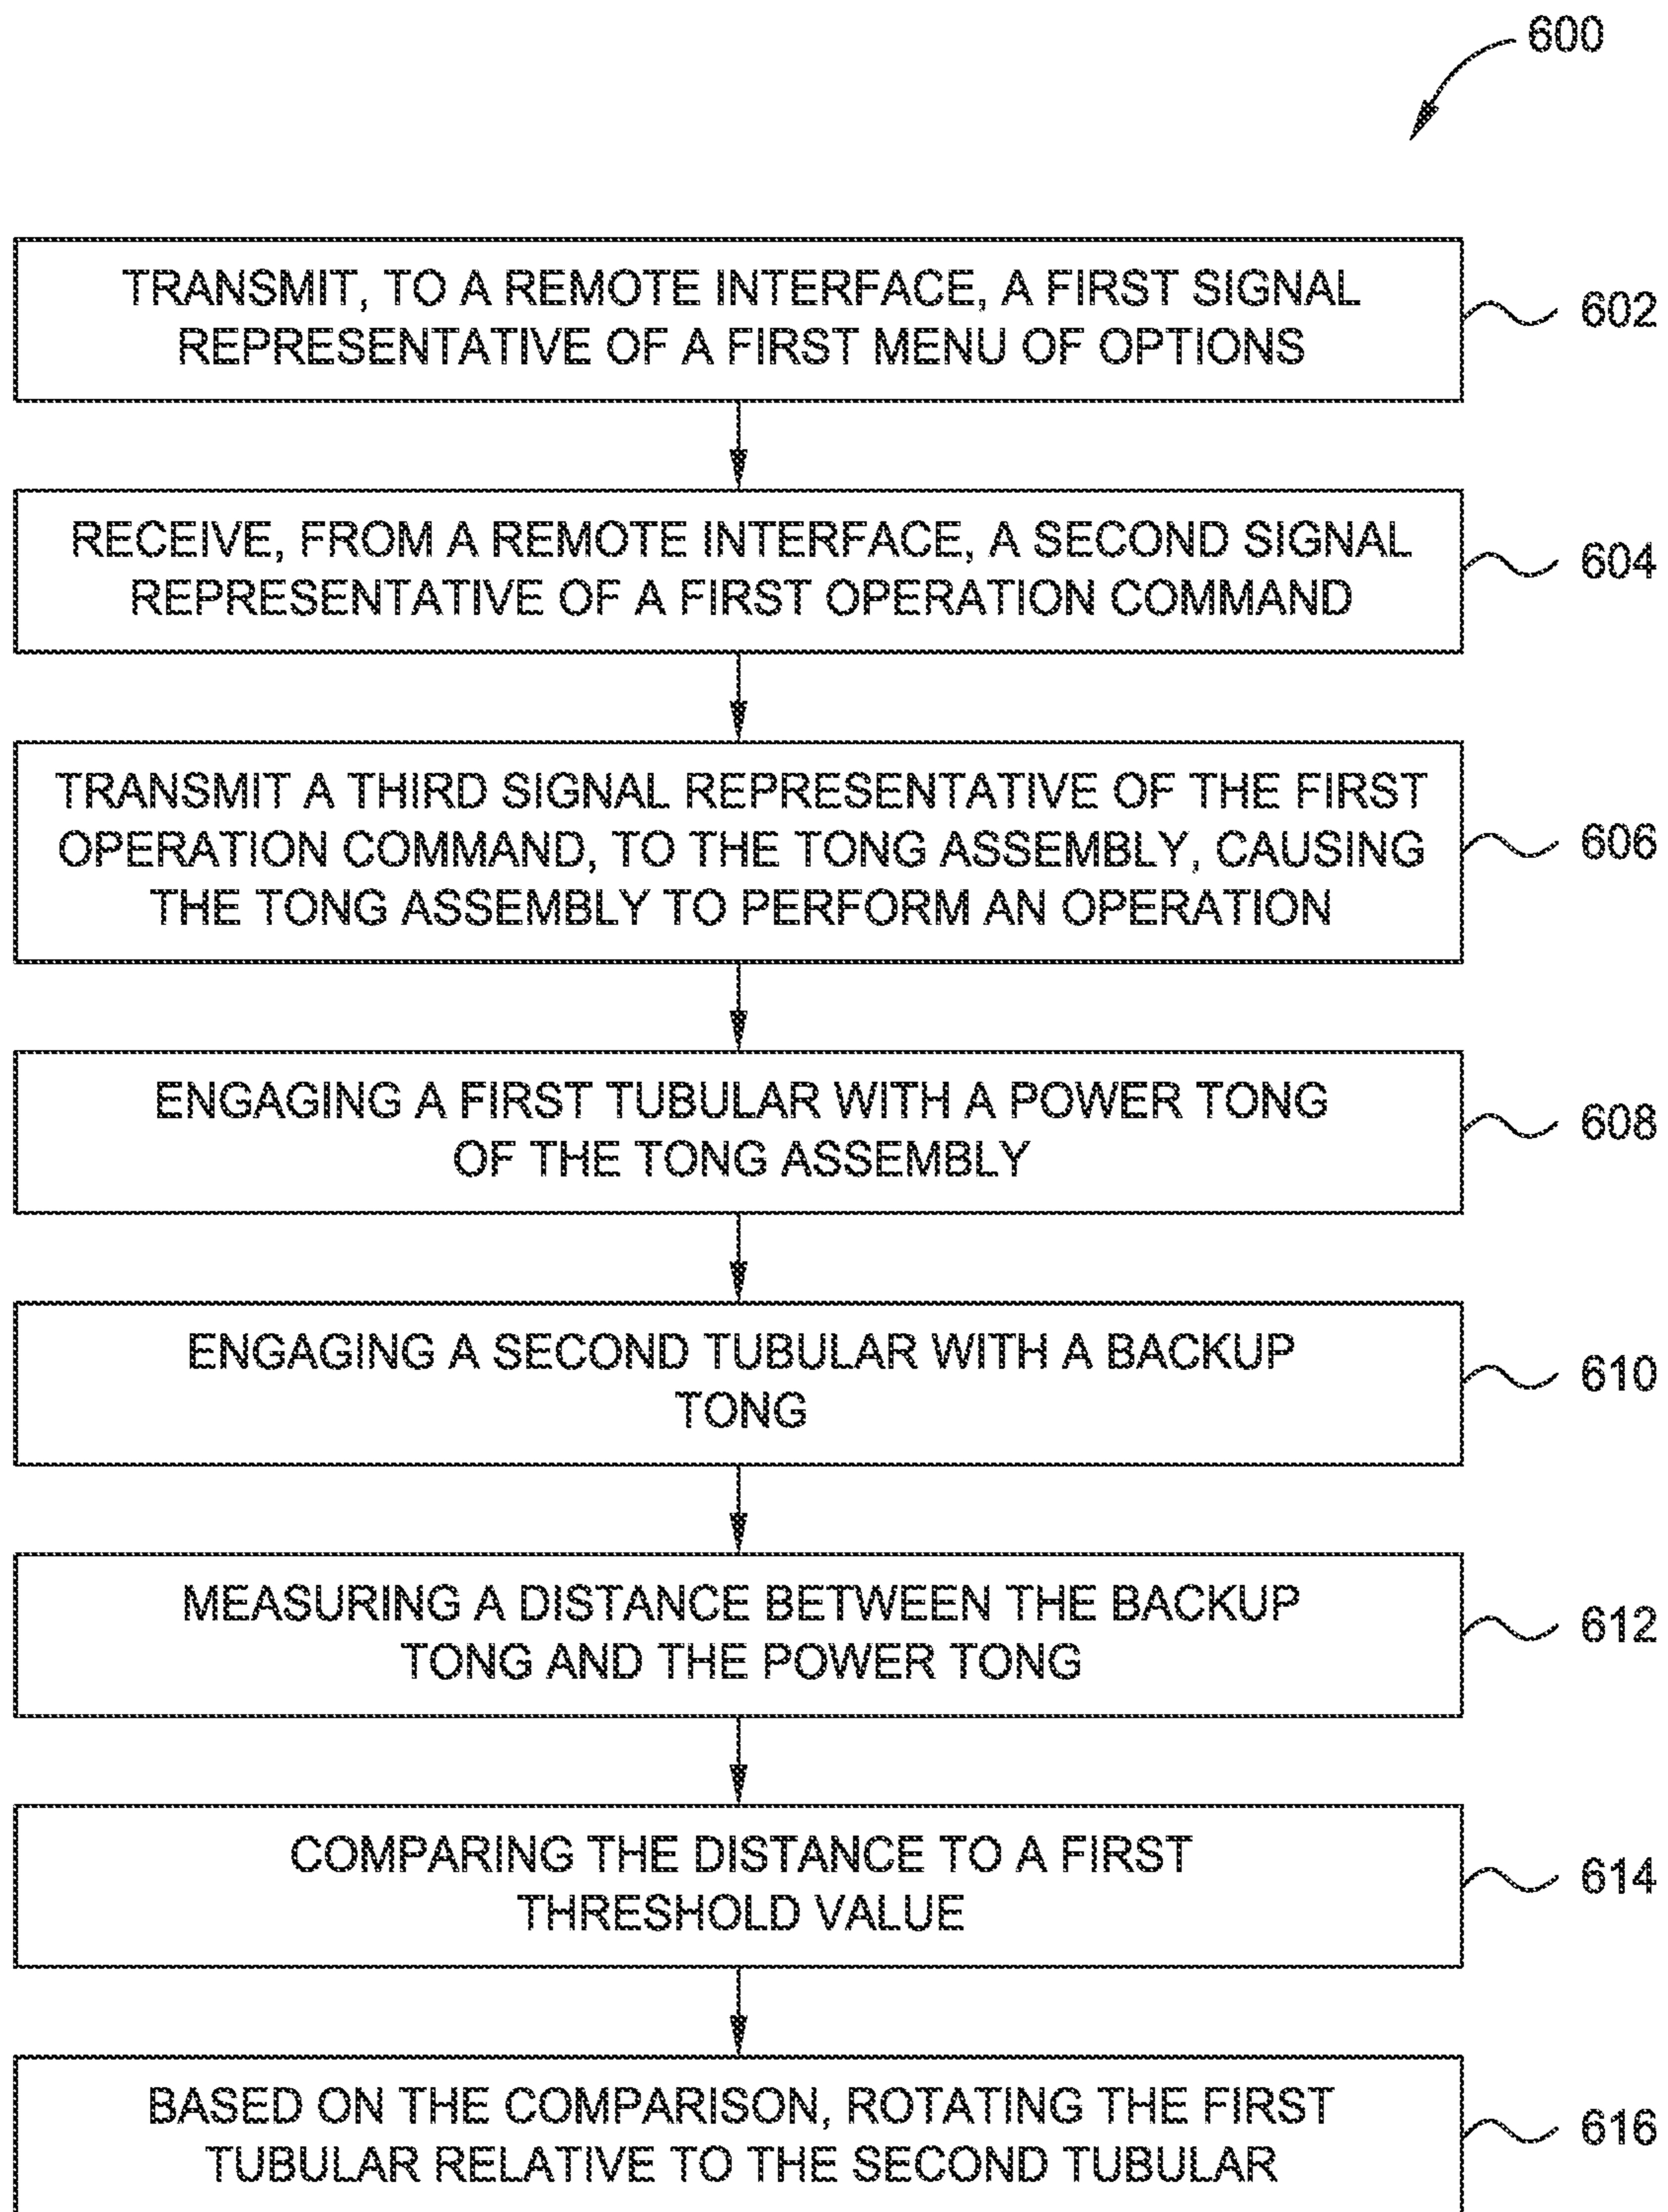 600
TRANSMIT, TO A REMOTE INTERFACE, A FIRST SIGNAL
REPRESENTATIVE OF A FIRST MENU OF OPTIONS
602
RECEIVE, FROM A REMOTE INTERFACE, A SECOND SIGNAL
REPRESENTATIVE OF A FIRST OPERATION COMMAND
604
TRANSMIT A THIRD SIGNAL REPRESENTATIVE OF THE FIRST
OPERATION COMMAND, TO THE TONG ASSEMBLY, CAUSING
THE TONG ASSEMBLY TO PERFORM AN OPERATION
606
ENGAGING A FIRST TUBULAR WITH A POWER TONG
OF THE TONG ASSEMBLY
608
ENGAGING A SECOND TUBULAR WITH A BACKUP
TONG
610
MEASURING A DISTANCE BETWEEN THE BACKUP
TONG AND THE POWER TONG
612
COMPARING THE DISTANCE TO A FIRST
THRESHOLD VALUE
614
BASED ON THE COMPARISON, ROTATING THE FIRST
TUBULAR RELATIVE TO THE SECOND TUBULAR
616